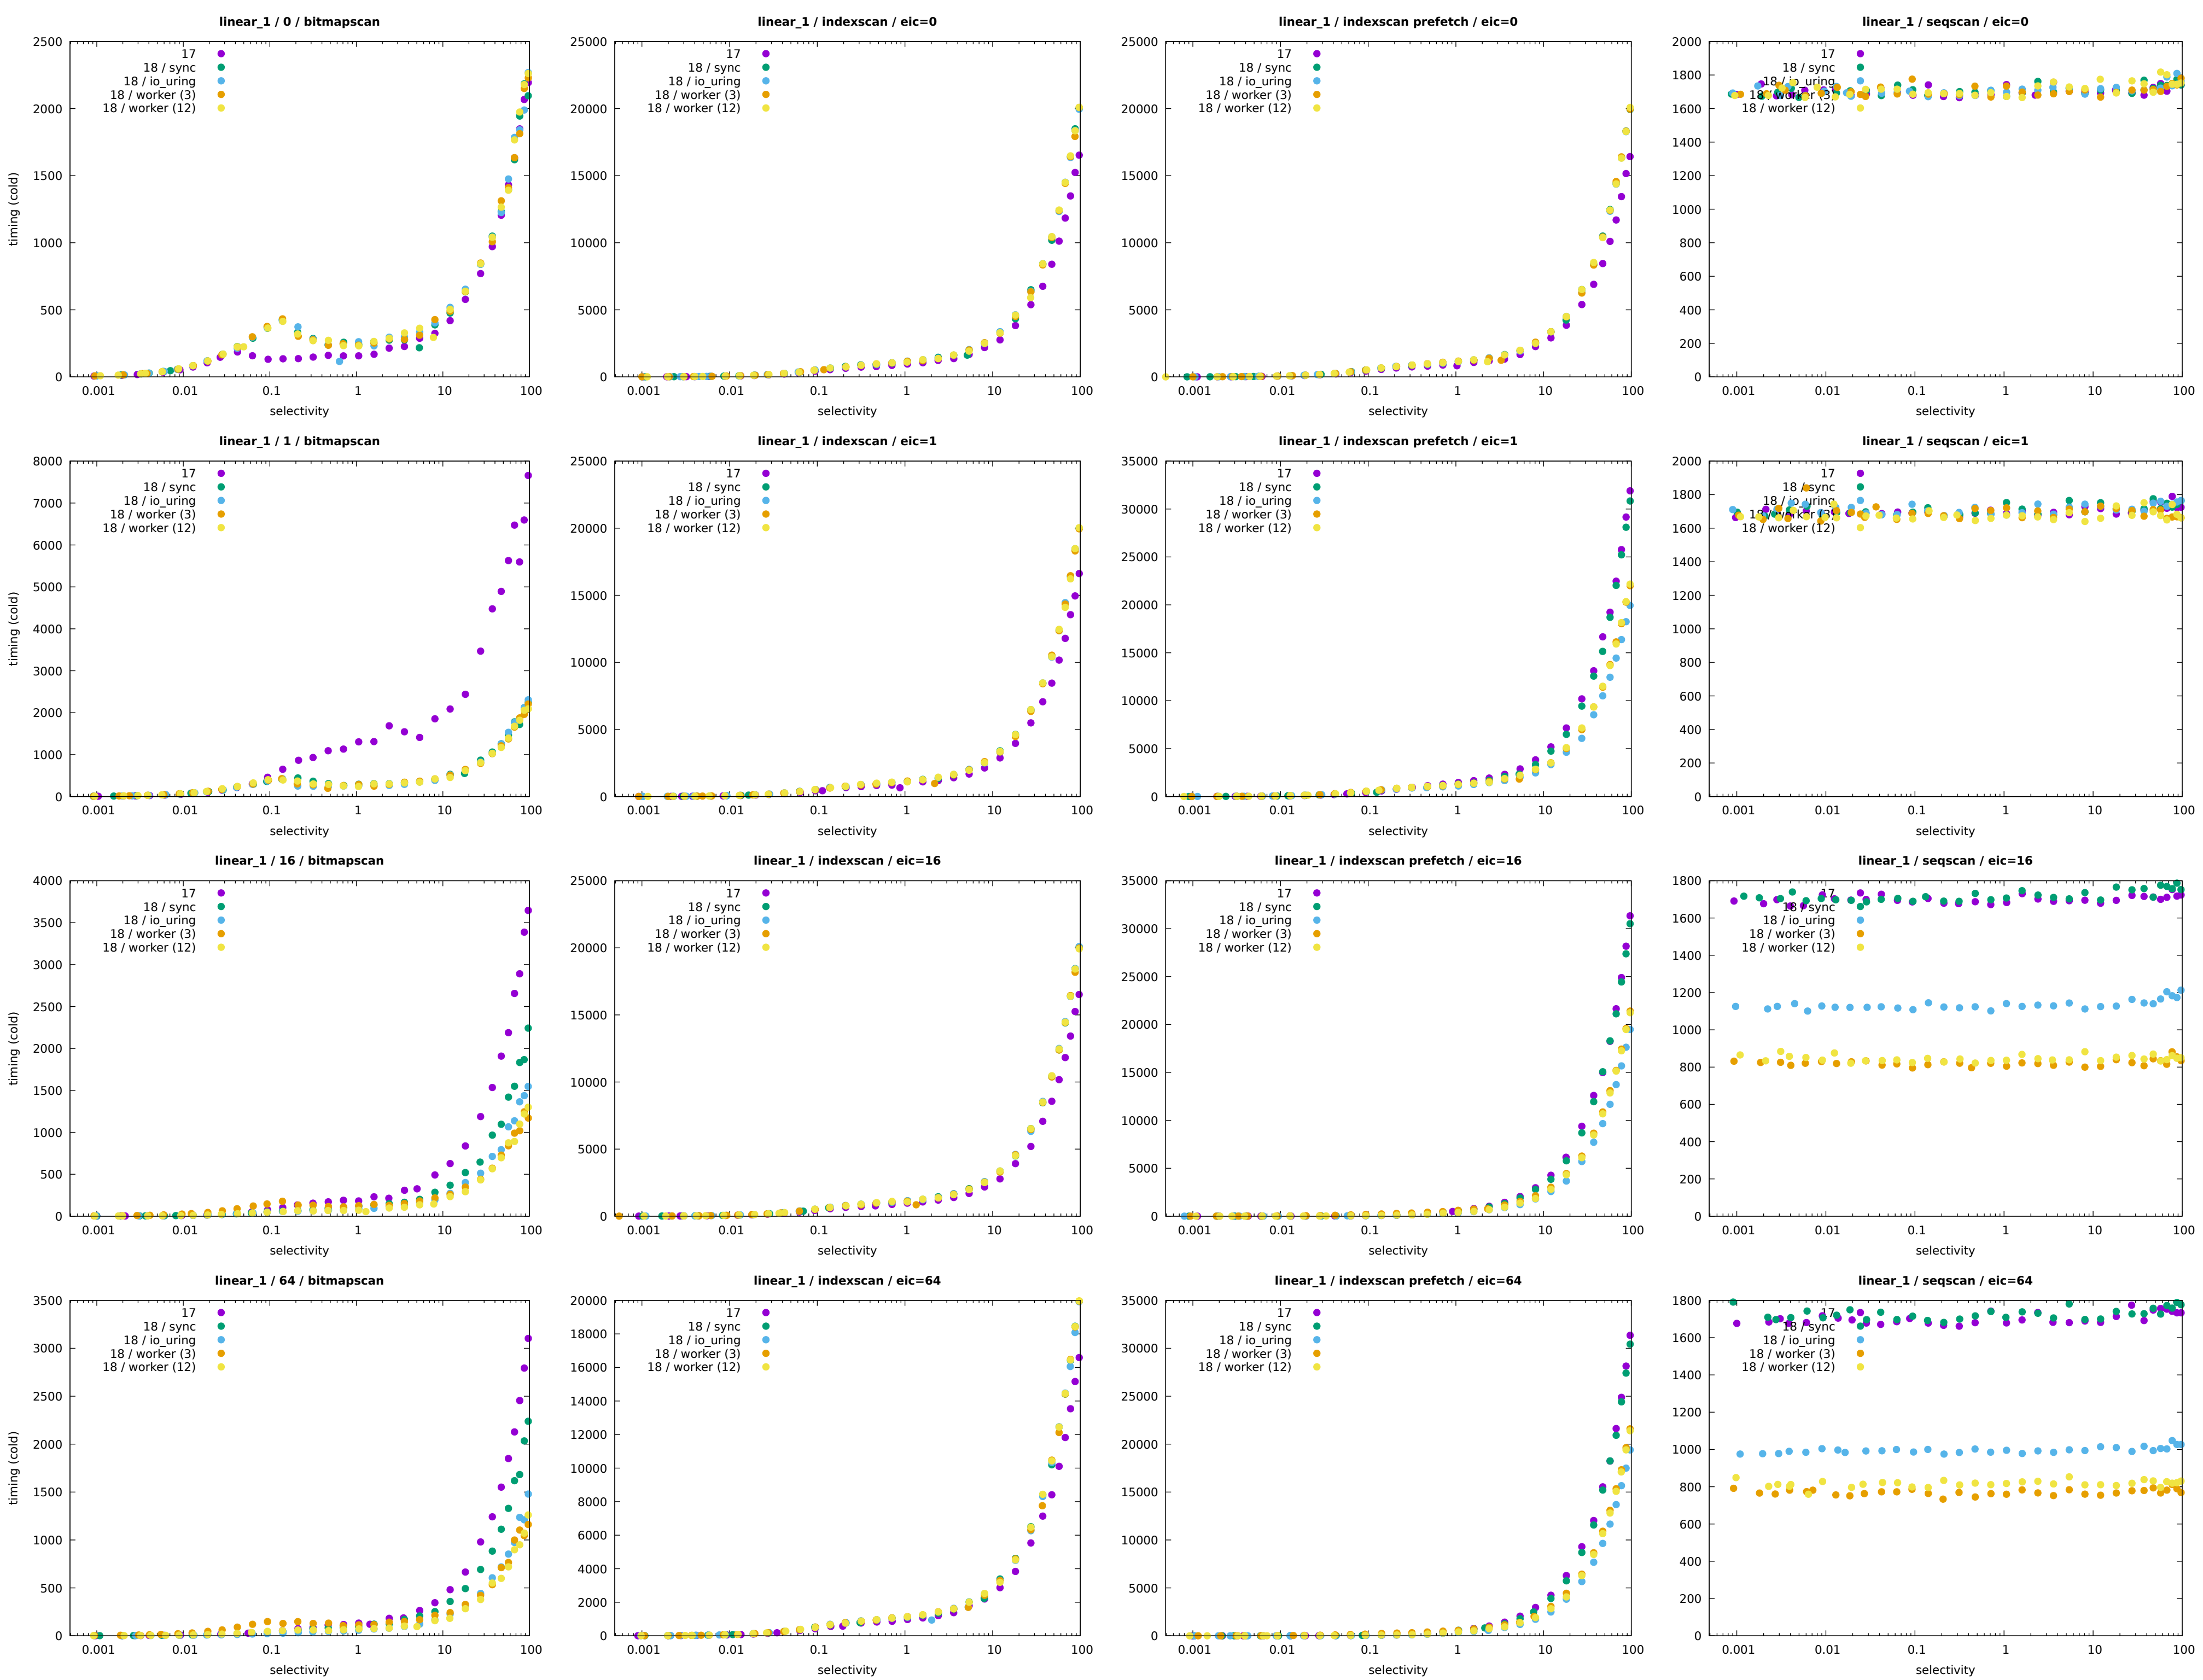 linear_1 / 0 / bitmapscan
timing (cold)
2500
2000
1500
1000
500
0
17
18 / sync
18 / io_uring
18 / worker (3)
18 / worker (12)
0.001 0.01 0.1 1 10 100
selectivity
linear_1 / indexscan / eic=0
25000
20000
15000
10000
5000
0
17
18 / sync
18 / io_uring
18 / worker (3)
18 / worker (12)
0.001 0.01 0.1 1 10 100
selectivity
linear_1 / indexscan prefetch / eic=0
25000
20000
15000
10000
5000
0
17
18 / sync
18 / io_uring
18 / worker (3)
18 / worker (12)
0.001 0.01 0.1 1 10 100
selectivity
linear_1 / seqscan / eic=0
2000
1800
1600
1400
1200
1000
800
600
400
200
0
17
18 / sync
18 / io_uring
18 / worker (3)
18 / worker (12)
0.001 0.01 0.1 1 10 100
selectivity
linear_1 / 1 / bitmapscan
timing (cold)
8000
7000
6000
5000
4000
3000
2000
1000
0
17
18 / sync
18 / io_uring
18 / worker (3)
18 / worker (12)
0.001 0.01 0.1 1 10 100
selectivity
linear_1 / indexscan / eic=1
25000
20000
15000
10000
5000
0
17
18 / sync
18 / io_uring
18 / worker (3)
18 / worker (12)
0.001 0.01 0.1 1 10 100
selectivity
linear_1 / indexscan prefetch / eic=1
35000
30000
25000
20000
15000
10000
5000
0
17
18 / sync
18 / io_uring
18 / worker (3)
18 / worker (12)
0.001 0.01 0.1 1 10 100
selectivity
linear_1 / seqscan / eic=1
2000
1800
1600
1400
1200
1000
800
600
400
200
0
17
18 / sync
18 / io_uring
18 / worker (3)
18 / worker (12)
0.001 0.01 0.1 1 10 100
selectivity
linear_1 / 16 / bitmapscan
timing (cold)
4000
3500
3000
2500
2000
1500
1000
500
0
17
18 / sync
18 / io_uring
18 / worker (3)
18 / worker (12)
0.001 0.01 0.1 1 10 100
selectivity
linear_1 / indexscan / eic=16
25000
20000
15000
10000
5000
0
17
18 / sync
18 / io_uring
18 / worker (3)
18 / worker (12)
0.001 0.01 0.1 1 10 100
selectivity
linear_1 / indexscan prefetch / eic=16
35000
30000
25000
20000
15000
10000
5000
0
17
18 / sync
18 / io_uring
18 / worker (3)
18 / worker (12)
0.001 0.01 0.1 1 10 100
selectivity
linear_1 / seqscan / eic=16
1800
1600
1400
1200
1000
800
600
400
200
0
17
18 / sync
18 / io_uring
18 / worker (3)
18 / worker (12)
0.001 0.01 0.1 1 10 100
selectivity
linear_1 / 64 / bitmapscan
timing (cold)
3500
3000
2500
2000
1500
1000
500
0
17
18 / sync
18 / io_uring
18 / worker (3)
18 / worker (12)
0.001 0.01 0.1 1 10 100
selectivity
linear_1 / indexscan / eic=64
20000
18000
16000
14000
12000
10000
8000
6000
4000
2000
0
17
18 / sync
18 / io_uring
18 / worker (3)
18 / worker (12)
0.001 0.01 0.1 1 10 100
selectivity
linear_1 / indexscan prefetch / eic=64
35000
30000
25000
20000
15000
10000
5000
0
17
18 / sync
18 / io_uring
18 / worker (3)
18 / worker (12)
0.001 0.01 0.1 1 10 100
selectivity
linear_1 / seqscan / eic=64
1800
1600
1400
1200
1000
800
600
400
200
0
17
18 / sync
18 / io_uring
18 / worker (3)
18 / worker (12)
0.001 0.01 0.1 1 10 100
selectivity